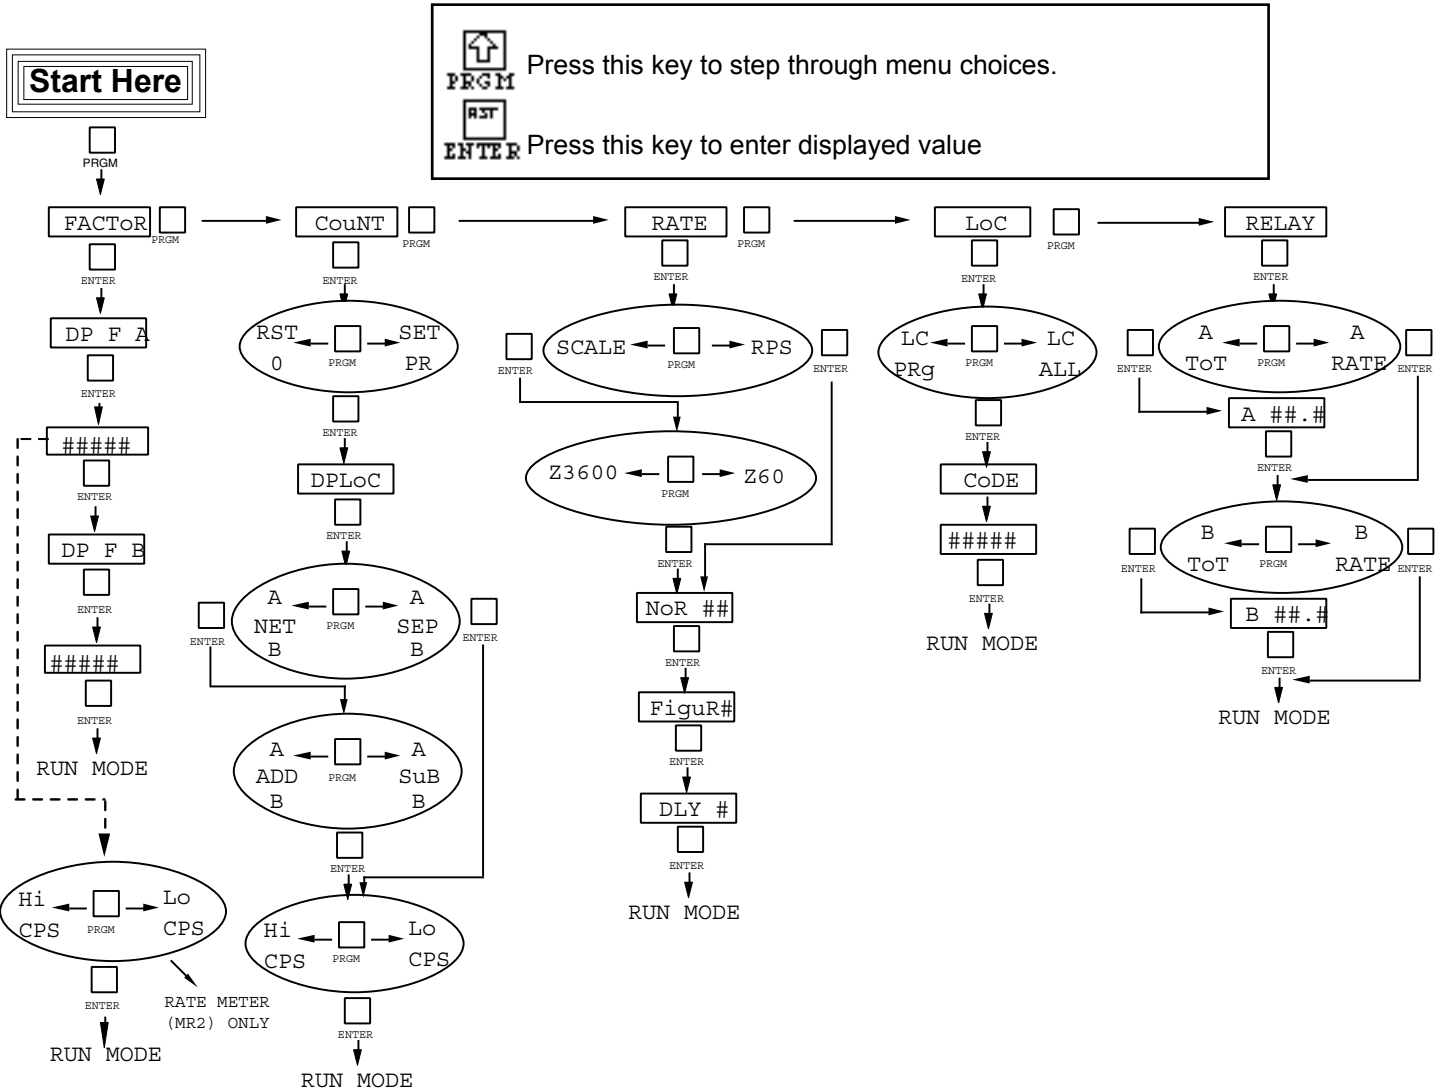 Start Here
PRGM
Press this key to step through menu choices.
PRGM
RST
ENTER
Press this key to enter displayed value
FACToR
PRGM
ENTER
DP F A
ENTER
#####
ENTER
DP F B
ENTER
#####
ENTER
RUN MODE
Hi
CPS
PRGM
Lo
CPS
ENTER
RUN MODE
RATE METER
(MR2) ONLY
CouNT
PRGM
ENTER
RST
0
PRGM
SET
PR
ENTER
DPLoC
ENTER
A
NET
B
PRGM
A
SEP
B
ENTER
ENTER
A
ADD
B
PRGM
A
SuB
B
ENTER
Hi
CPS
PRGM
Lo
CPS
ENTER
RUN MODE
RATE
PRGM
ENTER
SCALE
PRGM
RPS
ENTER
ENTER
Z3600
PRGM
Z60
ENTER
NoR ##
ENTER
FiguR#
ENTER
DLY #
ENTER
RUN MODE
LoC
PRGM
ENTER
LC
PRg
PRGM
LC
ALL
ENTER
CoDE
#####
ENTER
RUN MODE
RELAY
ENTER
A
ToT
PRGM
A
RATE
ENTER
ENTER
A ##.#
ENTER
B
ToT
PRGM
B
RATE
ENTER
ENTER
B ##.#
ENTER
RUN MODE